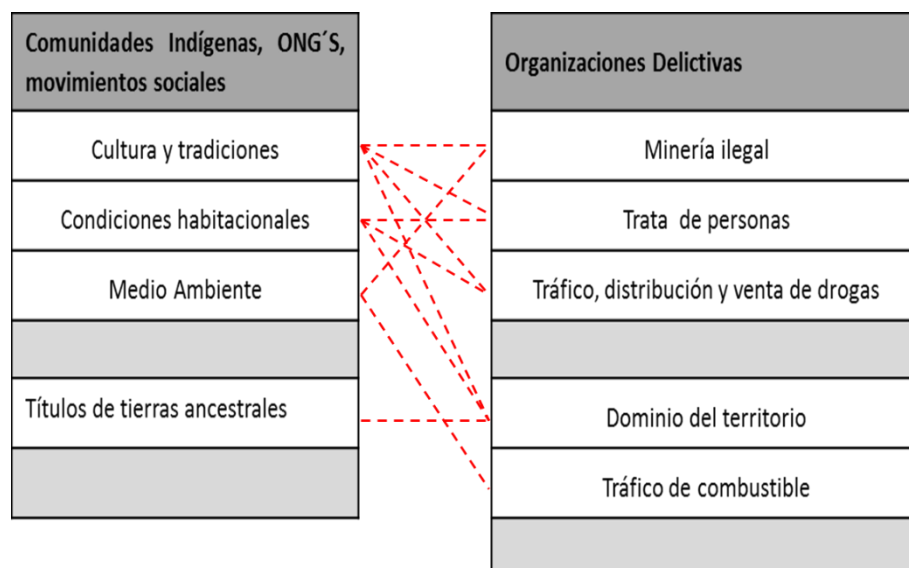 Comunidades Indígenas, ONG´S,
movimientos sociales
Cultura y tradiciones
Condiciones habitacionales
Medio Ambiente
Títulos de tierras ancestrales
Organizaciones Delictivas
Minería ilegal
Trata de personas
Tráfico, distribución y venta de drogas
Dominio del territorio
Tráfico de combustible